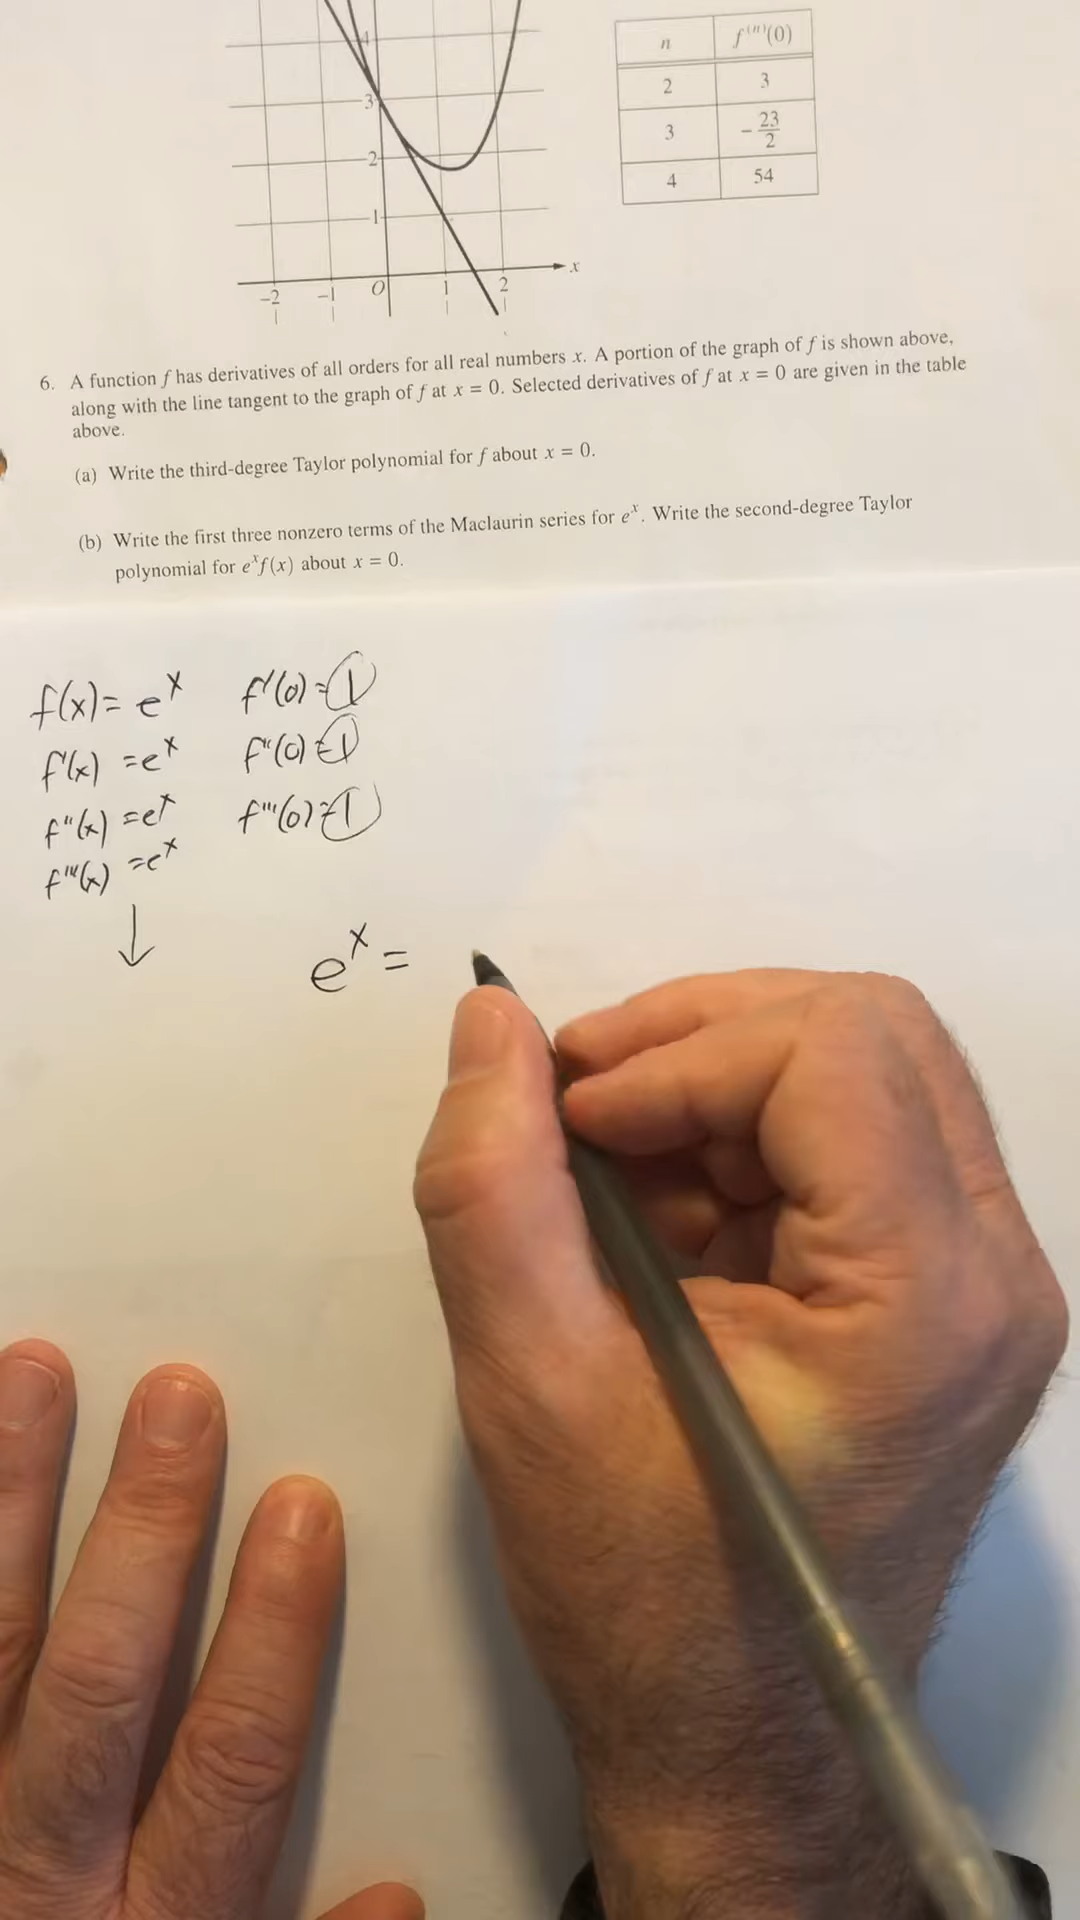 4
3
2
1
-2 -1 O 1 2 x
n f⁽ⁿ⁾(0)
2 3
3 -23/2
4 54
6. A function f has derivatives of all orders for all real numbers x. A portion of the graph of f is shown above,
along with the line tangent to the graph of f at x = 0. Selected derivatives of f at x = 0 are given in the table
above.
(a) Write the third-degree Taylor polynomial for f about x = 0.
(b) Write the first three nonzero terms of the Maclaurin series for eˣ. Write the second-degree Taylor
polynomial for eˣf(x) about x = 0.
f(x) = eˣ f'(0) = 1
f'(x) = eˣ f''(0) = 1
f''(x) = eˣ f'''(0) = 1
f'''(x) = eˣ
eˣ =